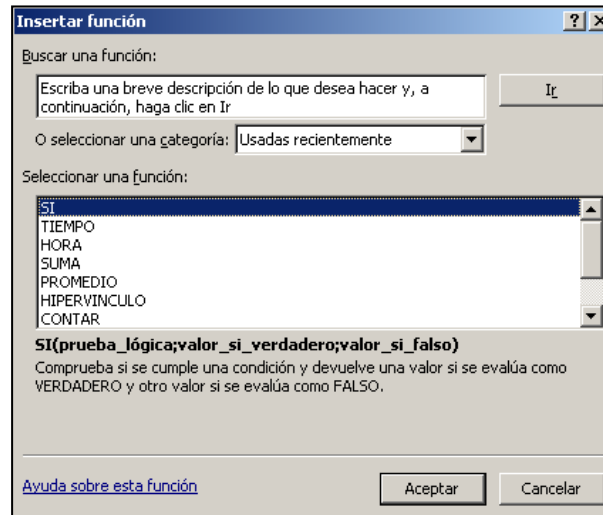 Insertar función
Buscar una función:
Escriba una breve descripción de lo que desea hacer y, a
continuación, haga clic en Ir
Ir
O seleccionar una categoría: Usadas recientemente
Seleccionar una función:
SI
TIEMPO
HORA
SUMA
PROMEDIO
HIPERVINCULO
CONTAR
SI(prueba_lógica;valor_si_verdadero;valor_si_falso)
Comprueba si se cumple una condición y devuelve una valor si se evalúa como
VERDADERO y otro valor si se evalúa como FALSO.
Ayuda sobre esta función
Aceptar
Cancelar